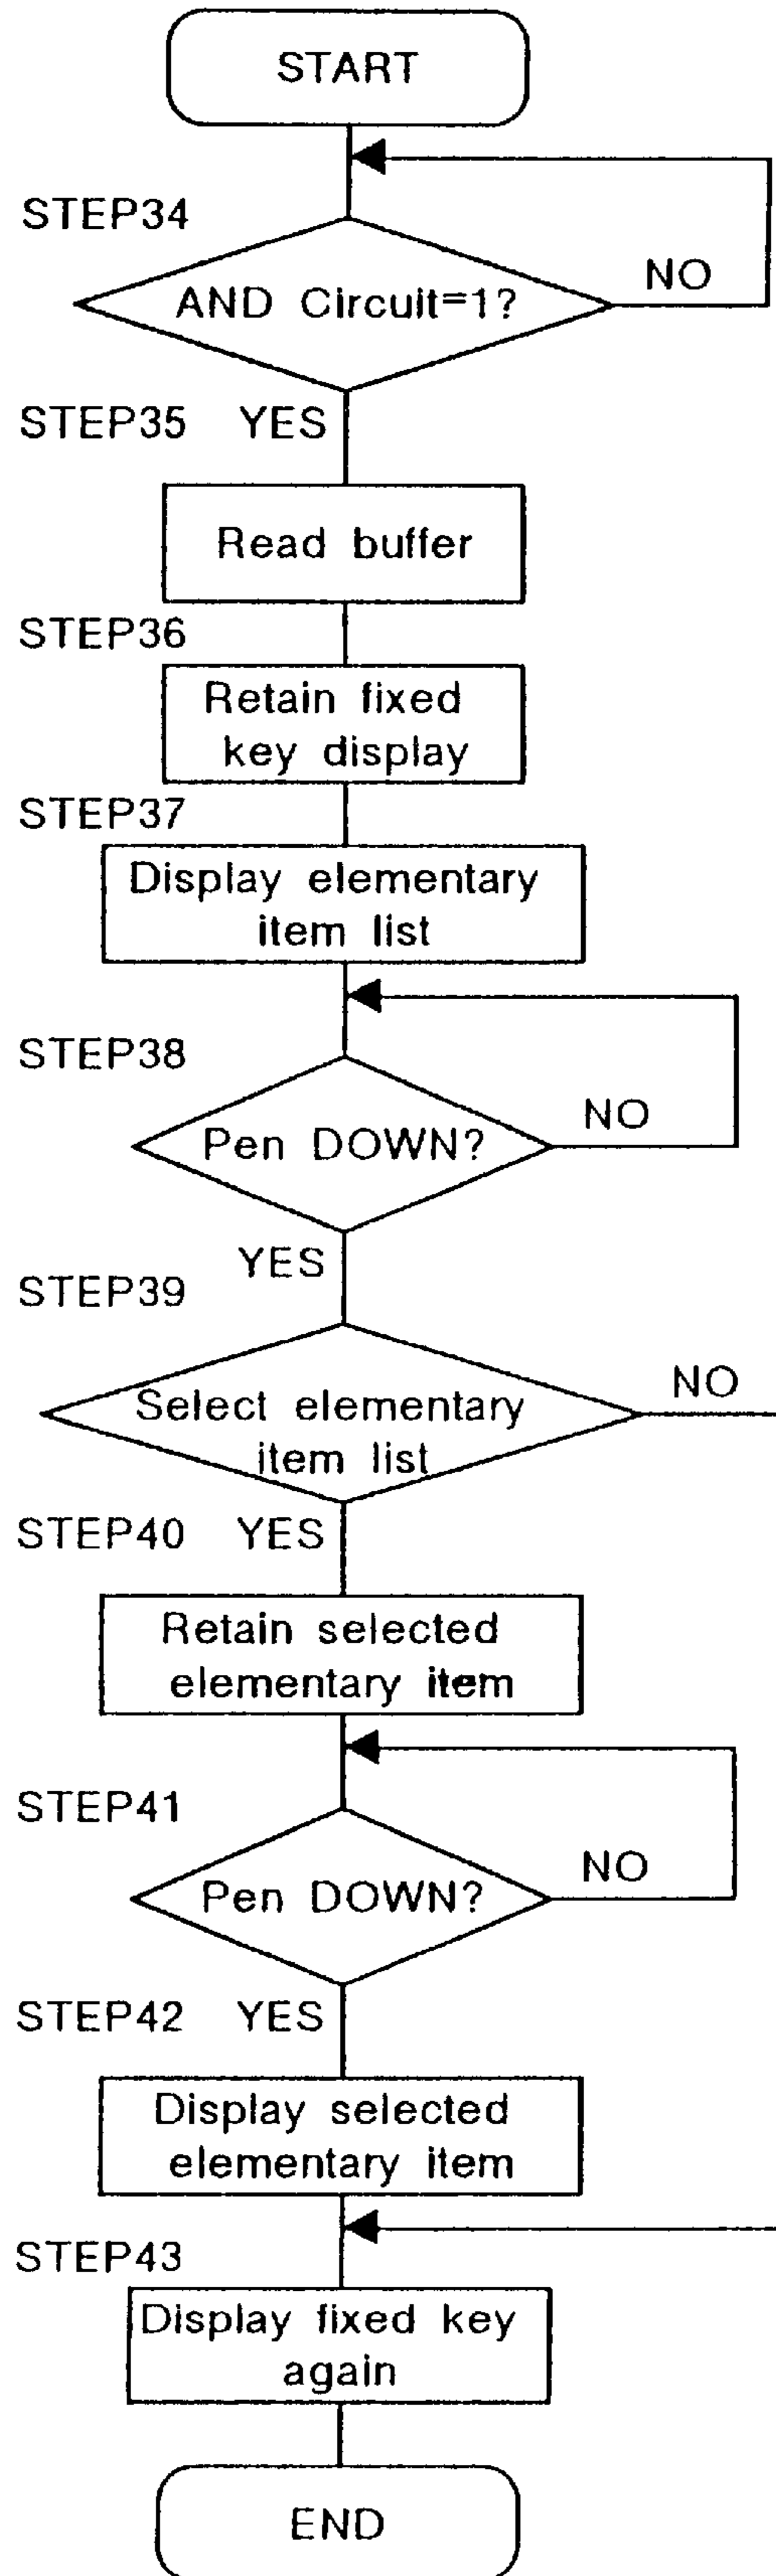 START
STEP34
NO
AND Circuit=1?
STEP35 YES
Read buffer
STEP36
Retain fixed
key display
STEP37
Display elementary
item list
STEP38
NO
Pen DOWN?
YES
STEP39
NO
Select elementary
item list
STEP40 YES
Retain selected
elementary item
STEP41
NO
Pen DOWN?
STEP42 YES
Display selected
elementary item
STEP43
Display fixed key
again
END